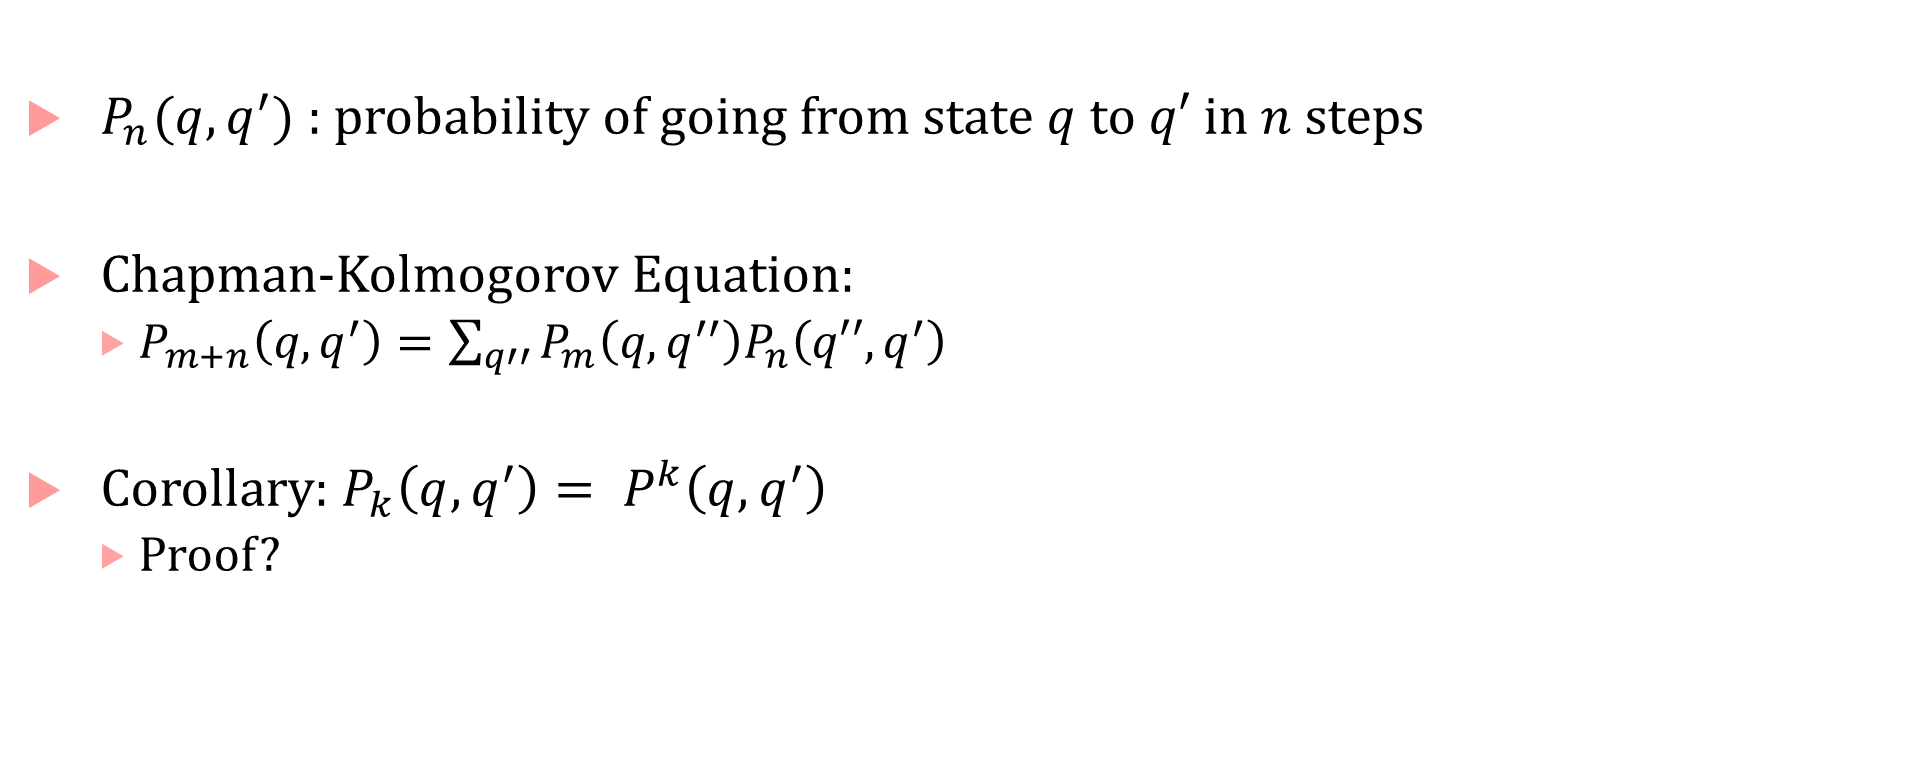 𝑃ₙ(𝑞, 𝑞′) : probability of going from state 𝑞 to 𝑞′ in 𝑛 steps
Chapman-Kolmogorov Equation:
𝑃ₘ₊ₙ(𝑞, 𝑞′) = ∑_𝑞′′ 𝑃ₘ(𝑞, 𝑞′′)𝑃ₙ(𝑞′′, 𝑞′)
Corollary: 𝑃ₖ(𝑞, 𝑞′) = 𝑃ᵏ(𝑞, 𝑞′)
Proof?